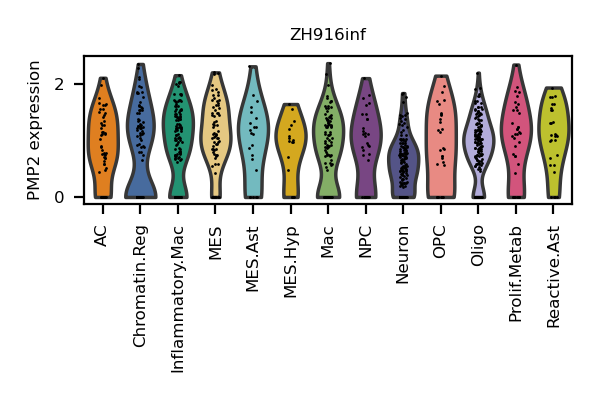 ZH916inf
PMP2 expression
2
0
AC
Chromatin.Reg
Inflammatory.Mac
MES
MES.Ast
MES.Hyp
Mac
NPC
Neuron
OPC
Oligo
Prolif.Metab
Reactive.Ast